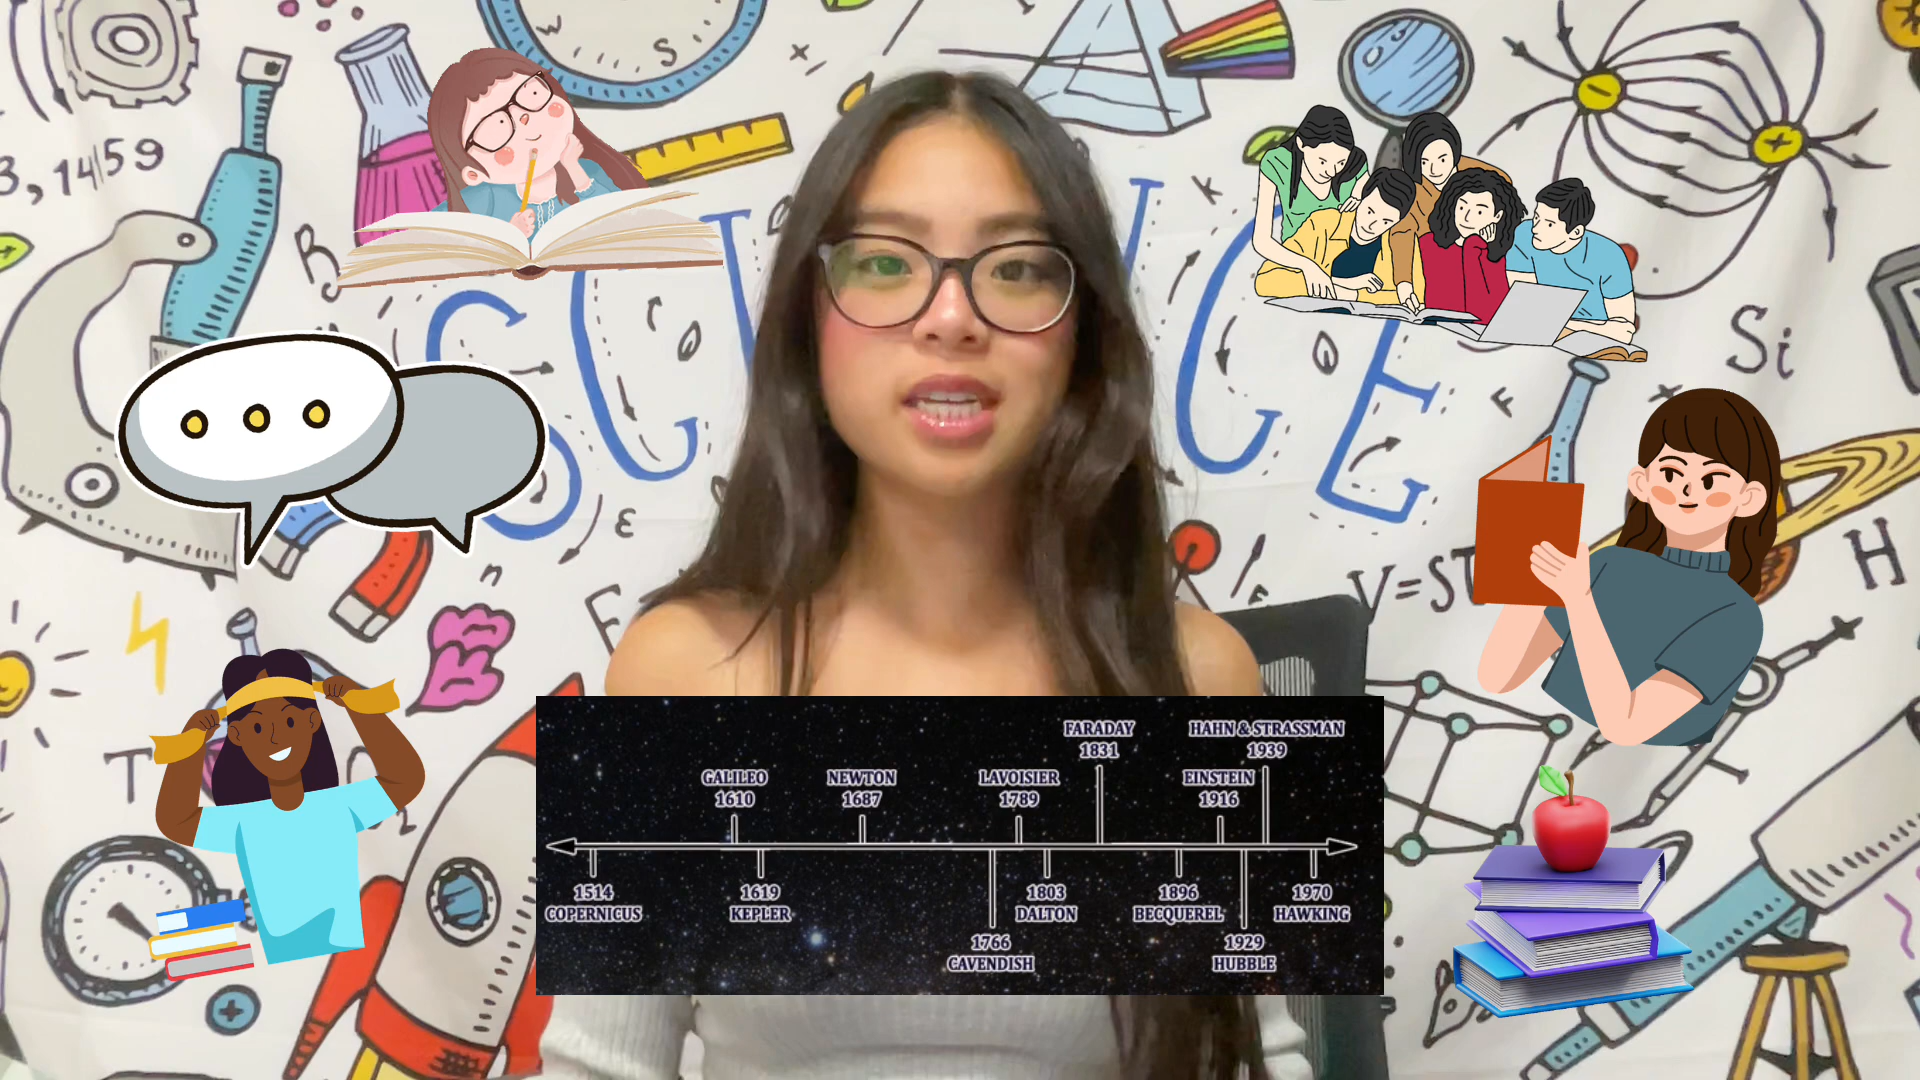 S
3, 14159
K
R
SCIENCE
Si
F
ε
n
E
V=ST
H
T
FARADAY
1831
HAHN & STRASSMAN
1939
GALILEO
1610
NEWTON
1687
LAVOISIER
1789
EINSTEIN
1916
1514
COPERNICUS
1619
KEPLER
1803
DALTON
1896
BECQUEREL
1970
HAWKING
1766
CAVENDISH
1929
HUBBLE